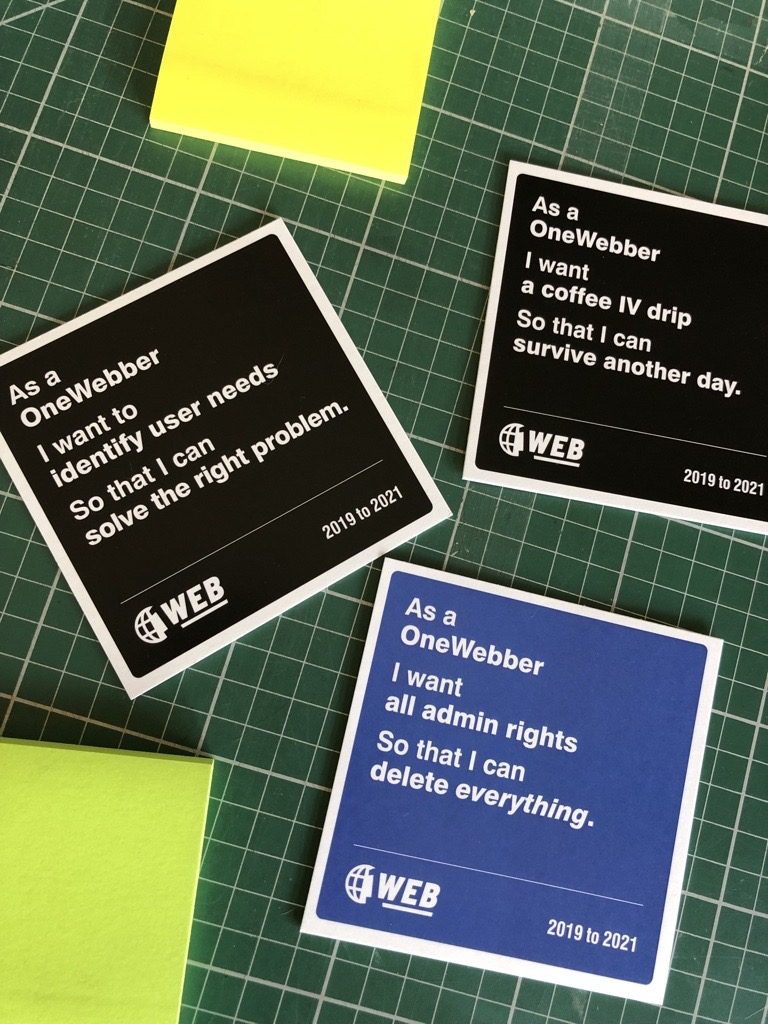 As a
OneWebber
I want to
identify user needs
So that I can
solve the right problem.
WEB
2019 to 2021
As a
OneWebber
I want
a coffee IV drip
So that I can
survive another day.
WEB
2019 to 2021
As a
OneWebber
I want
all admin rights
So that I can
delete everything.
WEB
2019 to 2021